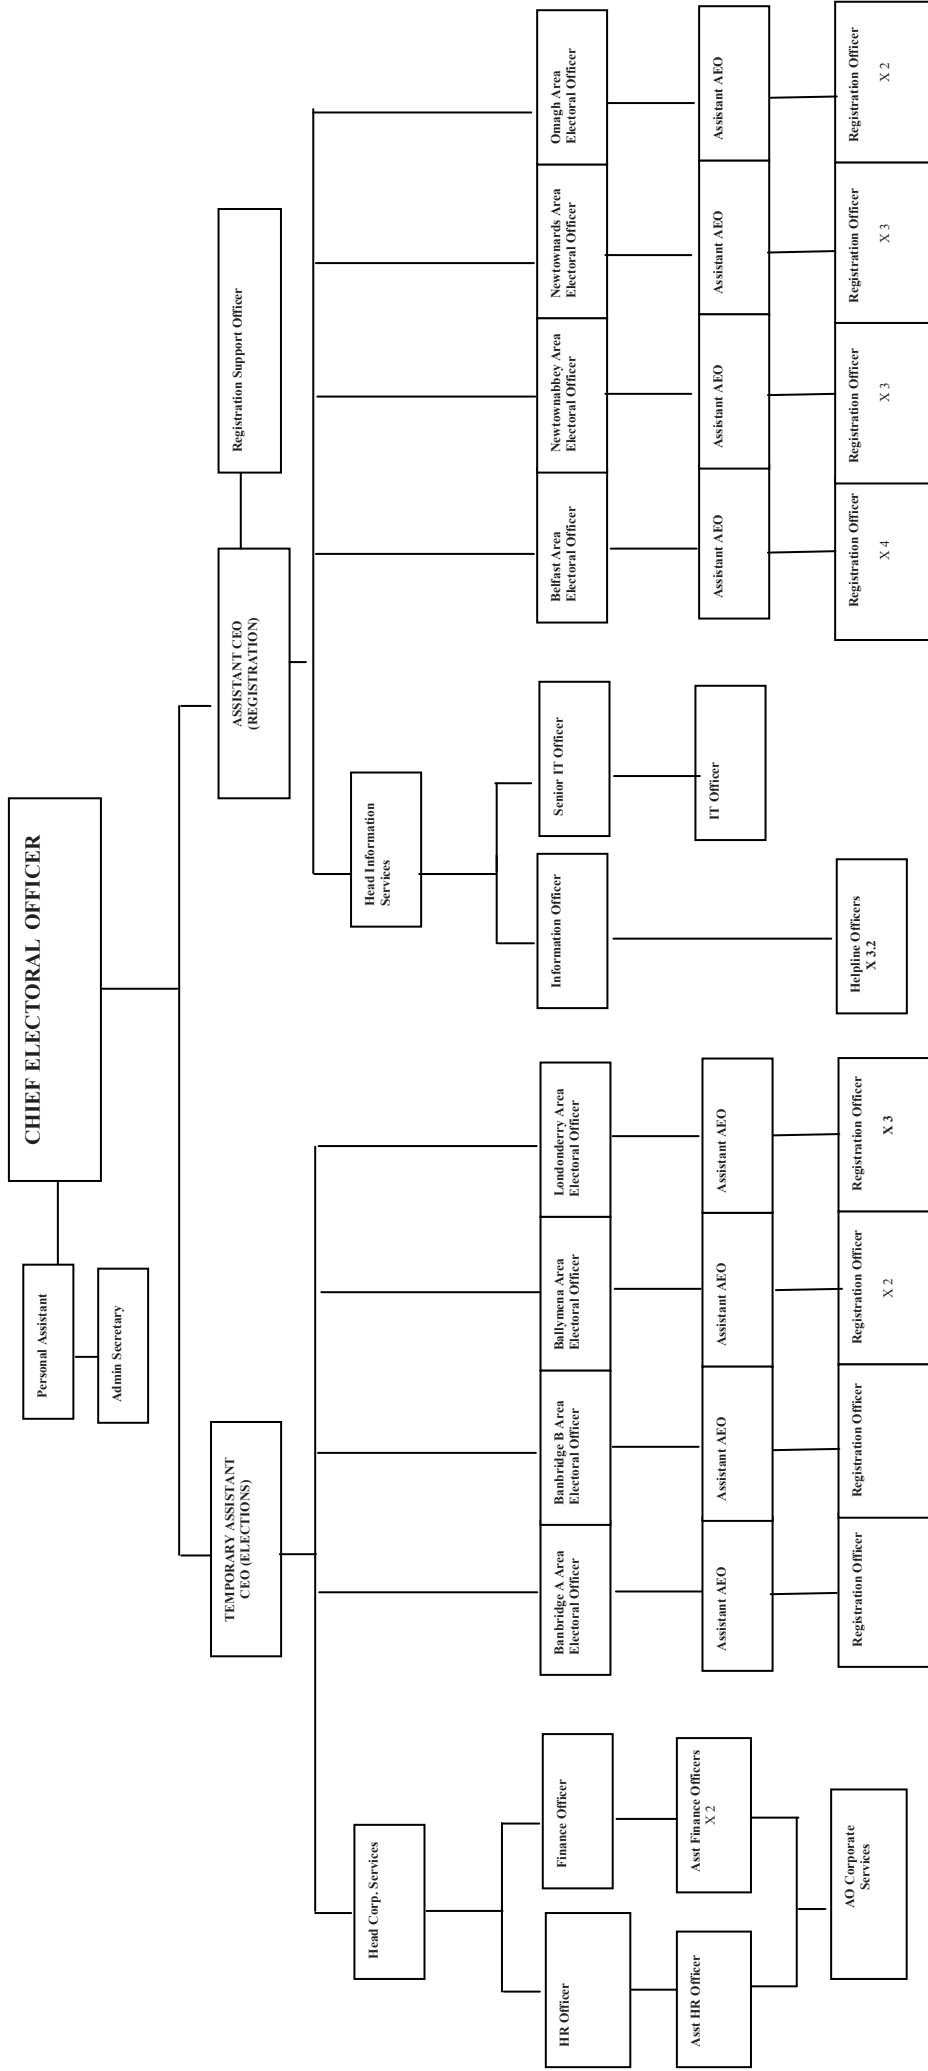 CHIEF ELECTORAL OFFICER
Personal Assistant
Admin Secretary
TEMPORARY ASSISTANT
CEO (ELECTIONS)
ASSISTANT CEO
(REGISTRATION)
Registration Support Officer
Head Corp. Services
Head Information
Services
HR Officer
Finance Officer
Banbridge A Area
Electoral Officer
Banbridge B Area
Electoral Officer
Ballymena Area
Electoral Officer
Londonderry Area
Electoral Officer
Information Officer
Senior IT Officer
Belfast Area
Electoral Officer
Newtownabbey Area
Electoral Officer
Newtownards Area
Electoral Officer
Omagh Area
Electoral Officer
Asst HR Officer
Asst Finance Officers
X 2
Assistant AEO
Assistant AEO
Assistant AEO
Assistant AEO
IT Officer
Assistant AEO
Assistant AEO
Assistant AEO
Assistant AEO
AO Corporate
Services
Registration Officer
Registration Officer
Registration Officer
X 2
Registration Officer
X 3
Helpline Officers
X 3.2
Registration Officer
X 4
Registration Officer
X 3
Registration Officer
X 3
Registration Officer
X 2